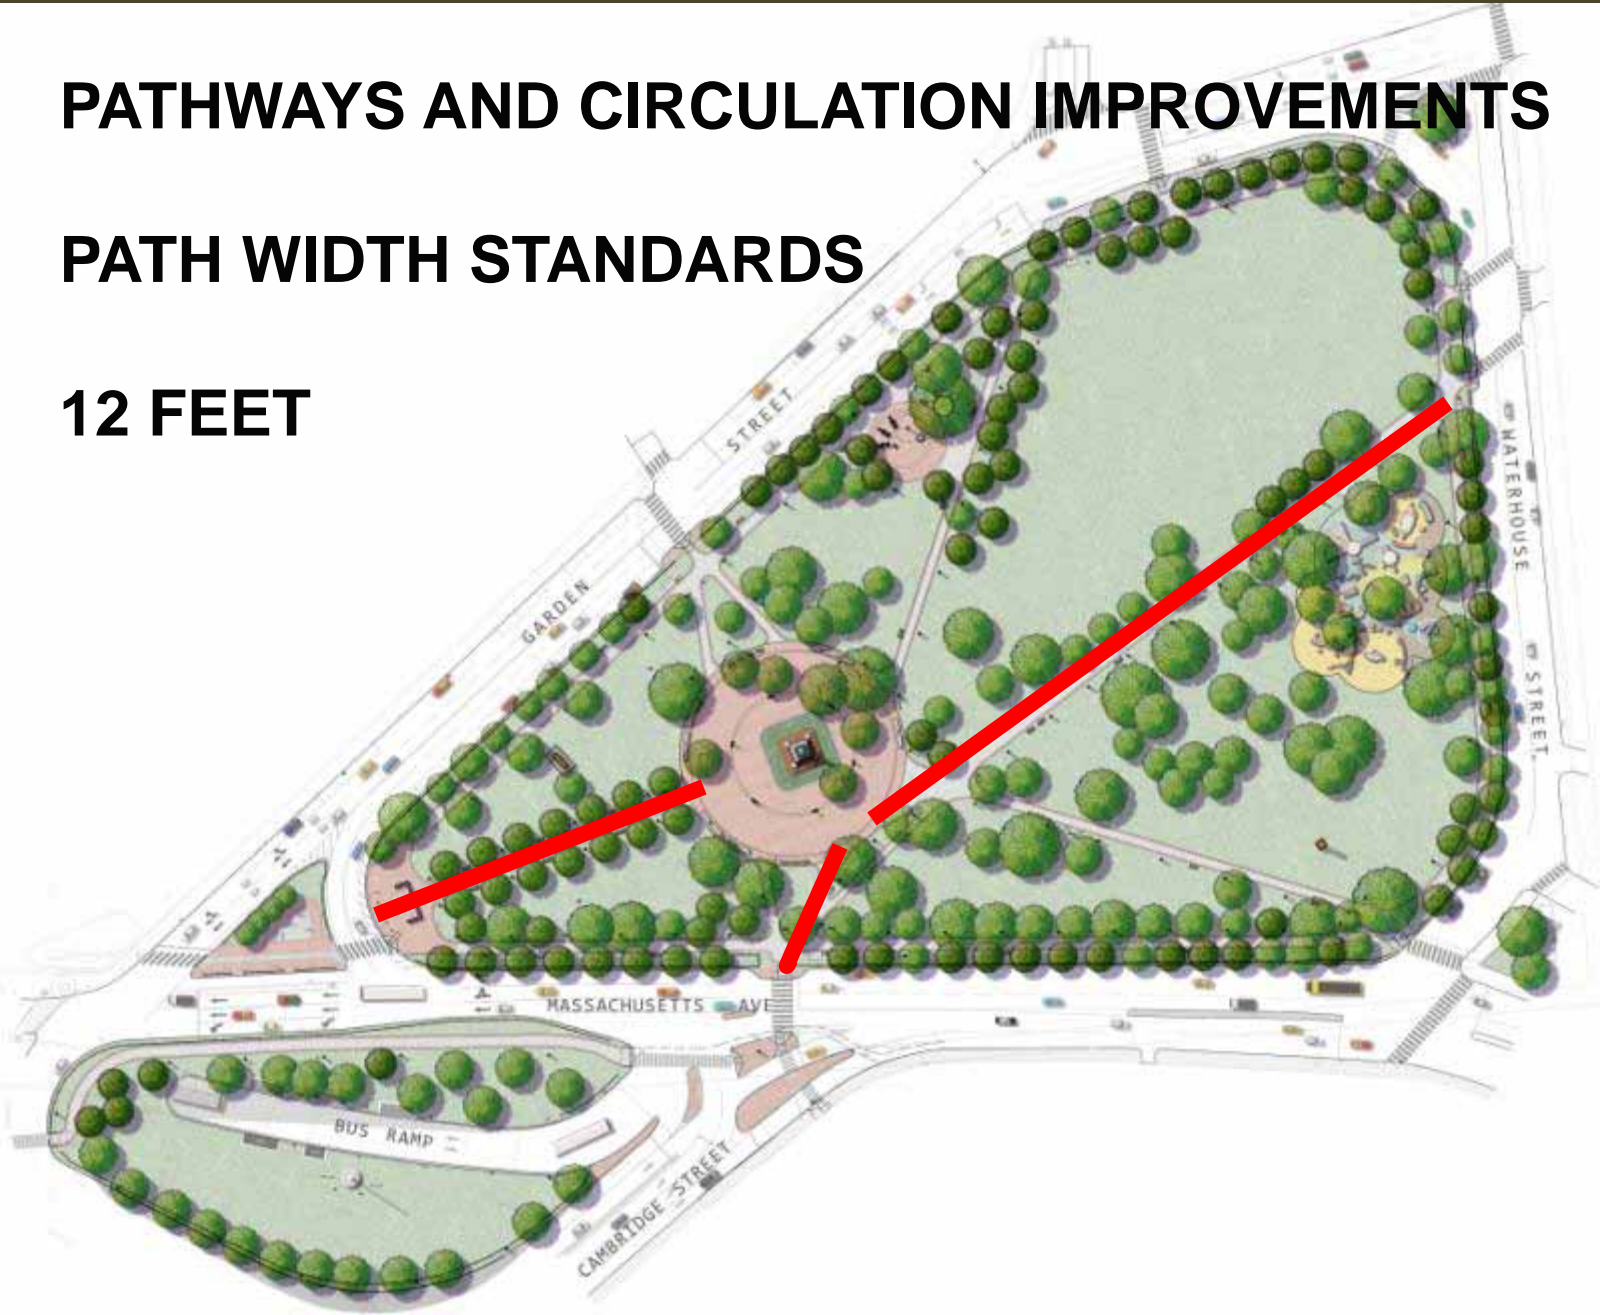 PATHWAYS AND CIRCULATION IMPROVEMENTS
PATH WIDTH STANDARDS
12 FEET
GARDEN STREET
WATERHOUSE STREET
MASSACHUSETTS AVE
BUS RAMP
CAMBRIDGE STREET